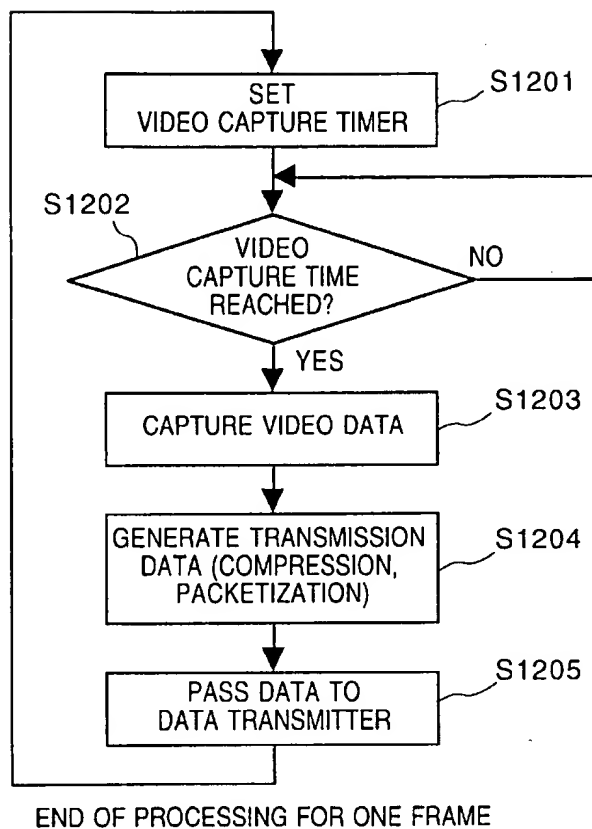 SET
VIDEO CAPTURE TIMER
S1201
S1202
VIDEO
CAPTURE TIME
REACHED?
NO
YES
CAPTURE VIDEO DATA
S1203
GENERATE TRANSMISSION
DATA (COMPRESSION,
PACKETIZATION)
S1204
PASS DATA TO
DATA TRANSMITTER
S1205
END OF PROCESSING FOR ONE FRAME